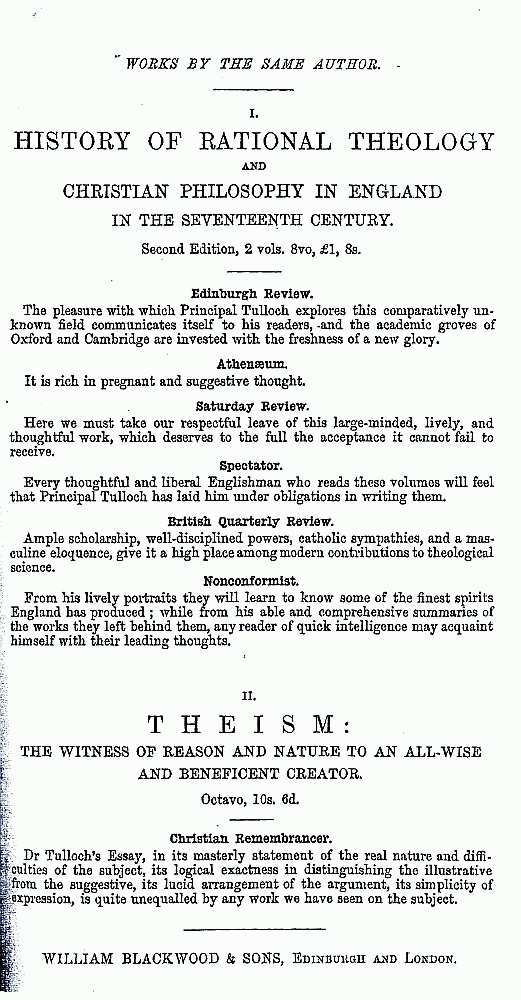 WORKS BY THE SAME AUTHOR.
I.
HISTORY OF RATIONAL THEOLOGY
AND
CHRISTIAN PHILOSOPHY IN ENGLAND
IN THE SEVENTEENTH CENTURY.
Second Edition, 2 vols. 8vo, £1, 8s.
Edinburgh Review.
The pleasure with which Principal Tulloch explores this comparatively un-
known field communicates itself to his readers, and the academic groves of
Oxford and Cambridge are invested with the freshness of a new glory.
Athenæum.
It is rich in pregnant and suggestive thought.
Saturday Review.
Here we must take our respectful leave of this large-minded, lively, and
thoughtful work, which deserves to the full the acceptance it cannot fail to
receive.
Spectator.
Every thoughtful and liberal Englishman who reads these volumes will feel
that Principal Tulloch has laid him under obligations in writing them.
British Quarterly Review.
Ample scholarship, well-disciplined powers, catholic sympathies, and a mas-
culine eloquence, give it a high place among modern contributions to theological
science.
Nonconformist.
From his lively portraits they will learn to know some of the finest spirits
England has produced; while from his able and comprehensive summaries of
the works they left behind them, any reader of quick intelligence may acquaint
himself with their leading thoughts.
II.
THEISM:
THE WITNESS OF REASON AND NATURE TO AN ALL-WISE
AND BENEFICENT CREATOR.
Octavo, 10s. 6d.
Christian Remembrancer.
Dr Tulloch's Essay, in its masterly statement of the real nature and diffi-
culties of the subject, its logical exactness in distinguishing the illustrative
from the suggestive, its lucid arrangement of the argument, its simplicity of
expression, is quite unequalled by any work we have seen on the subject.
WILLIAM BLACKWOOD & SONS, EDINBURGH AND LONDON.